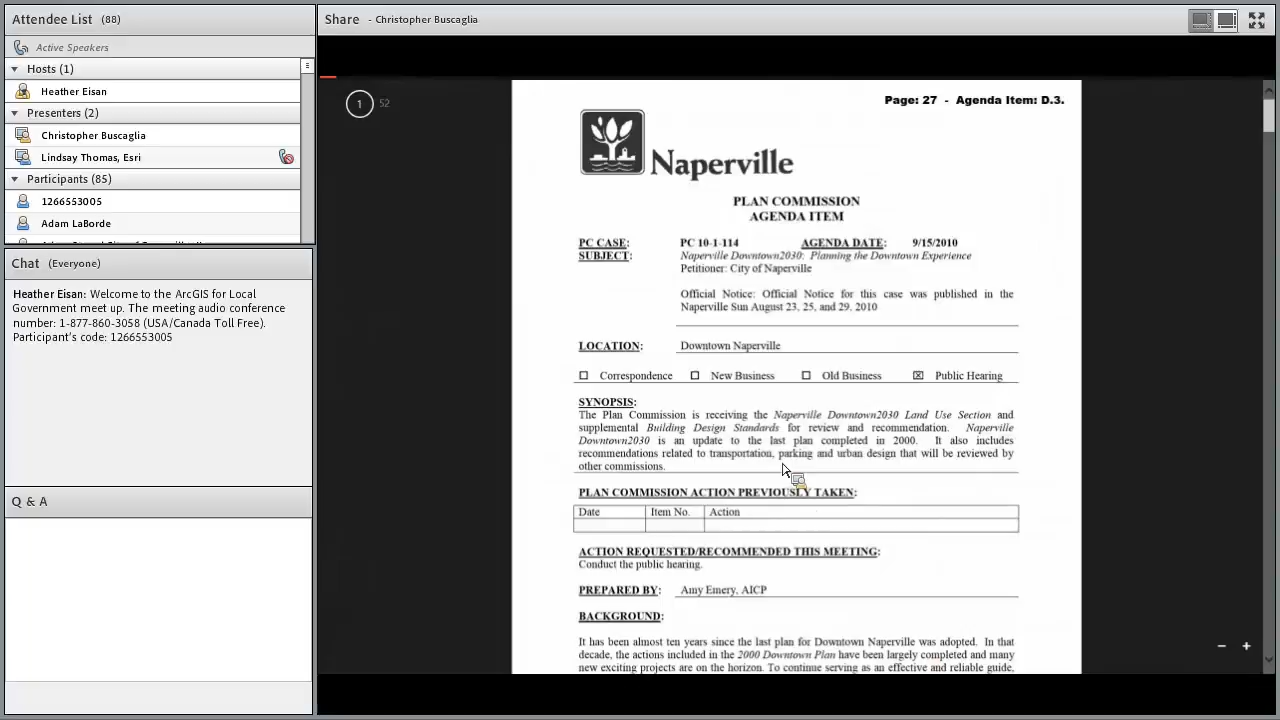 Attendee List (88)
Active Speakers
Hosts (1)
Heather Eisan
Presenters (2)
Christopher Buscaglia
Lindsay Thomas, Esri
Participants (85)
1266553005
Adam LaBorde
Chat (Everyone)
Heather Eisan: Welcome to the ArcGIS for Local
Government LiveMeeting. The meeting audio conference
number: 1-877-860-3058 (USA/Canada Toll Free).
Participant's code: 1266553005
Q & A
Share - Christopher Buscaglia
1 52
Page: 27 - Agenda Item: D.3.
Naperville
PLAN COMMISSION
AGENDA ITEM
PC CASE: PC 10-1-114 AGENDA DATE: 9/15/2010
SUBJECT: Naperville Downtown2030: Planning the Downtown Experience
Petitioner: City of Naperville
Official Notice: Official Notice for this case was published in the
Naperville Sun August 23, 25, and 29, 2010
LOCATION: Downtown Naperville
Correspondence New Business Old Business Public Hearing
SYNOPSIS:
The Plan Commission is receiving the Naperville Downtown2030 Land Use Section and
supplemental Building Design Standards for review and recommendation. Naperville
Downtown2030 is an update to the last plan completed in 2000. It also includes
recommendations related to transportation, parking and urban design that will be reviewed by
other commissions.
PLAN COMMISSION ACTION PREVIOUSLY TAKEN:
Date Item No. Action
ACTION REQUESTED/RECOMMENDED THIS MEETING:
Conduct the public hearing.
PREPARED BY: Amy Emery, AICP
BACKGROUND:
It has been almost ten years since the last plan for Downtown Naperville was adopted. In that
decade, the actions included in the 2000 Downtown Plan have been largely completed and many
new exciting projects are on the horizon. To continue serving as an effective and reliable guide,